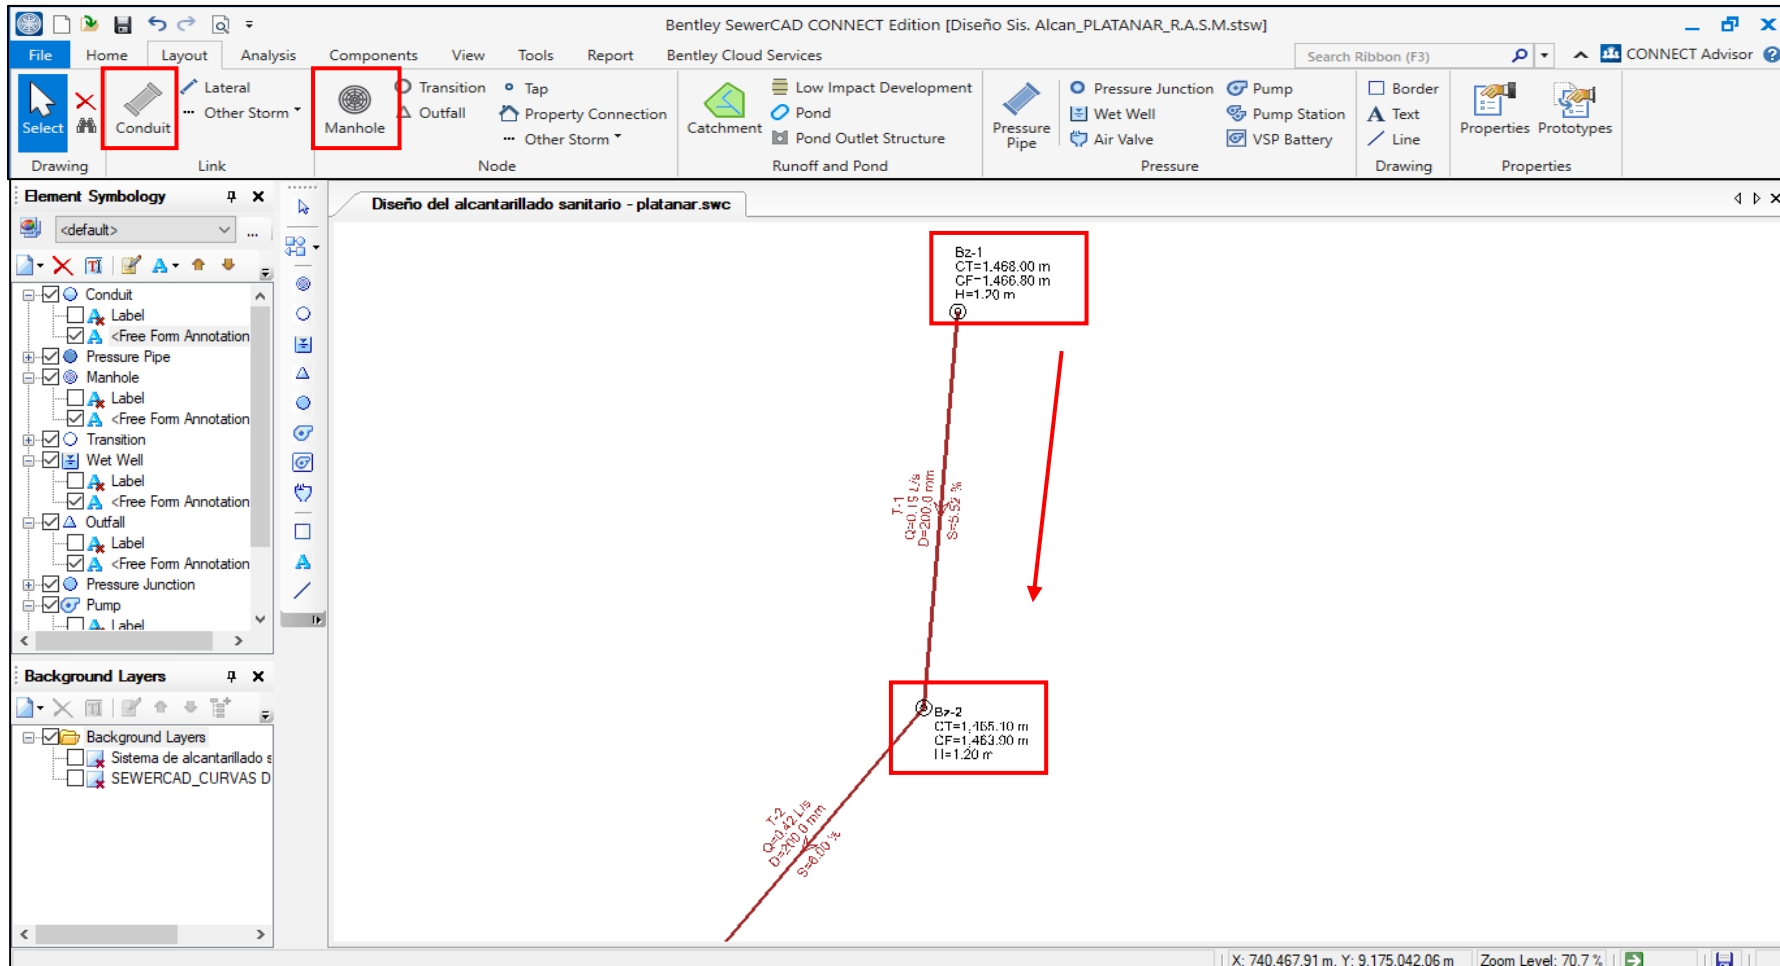 Bentley SewerCAD CONNECT Edition [Diseño Sis. Alcan_PLATANAR_R.A.S.M.stsw]
File Home Layout Analysis Components View Tools Report Bentley Cloud Services Search Ribbon (F3) CONNECT Advisor
Select
Drawing
Conduit
Lateral
Other Storm
Link
Manhole
Transition
Outfall
Tap
Property Connection
Other Storm
Node
Catchment
Low Impact Development
Pond
Pond Outlet Structure
Runoff and Pond
Pressure
Pipe
Pressure Junction
Wet Well
Air Valve
Pump
Pump Station
VSP Battery
Pressure
Border
Text
Line
Drawing
Properties Prototypes
Properties
Element Symbology
<default>
...
Conduit
Label
<Free Form Annotation
Pressure Pipe
Manhole
Label
<Free Form Annotation
Transition
Wet Well
Label
<Free Form Annotation
Outfall
Label
<Free Form Annotation
Pressure Junction
Pump
Label
Background Layers
Background Layers
Sistema de alcantarillado s
SEWERCAD_CURVAS D
Diseño del alcantarillado sanitario - platanar.swc
Bz-1
CT=1,468.00 m
CF=1,466.80 m
H=1.20 m
T-1
Q=0.15 L/s
D=200.0 mm
S=5.52 %
Bz-2
CT=1,465.10 m
CF=1,463.90 m
H=1.20 m
T-2
Q=0.42 L/s
D=200.0 mm
S=6.00 %
X: 740,467.91 m, Y: 9,175,042.06 m Zoom Level: 70.7 %